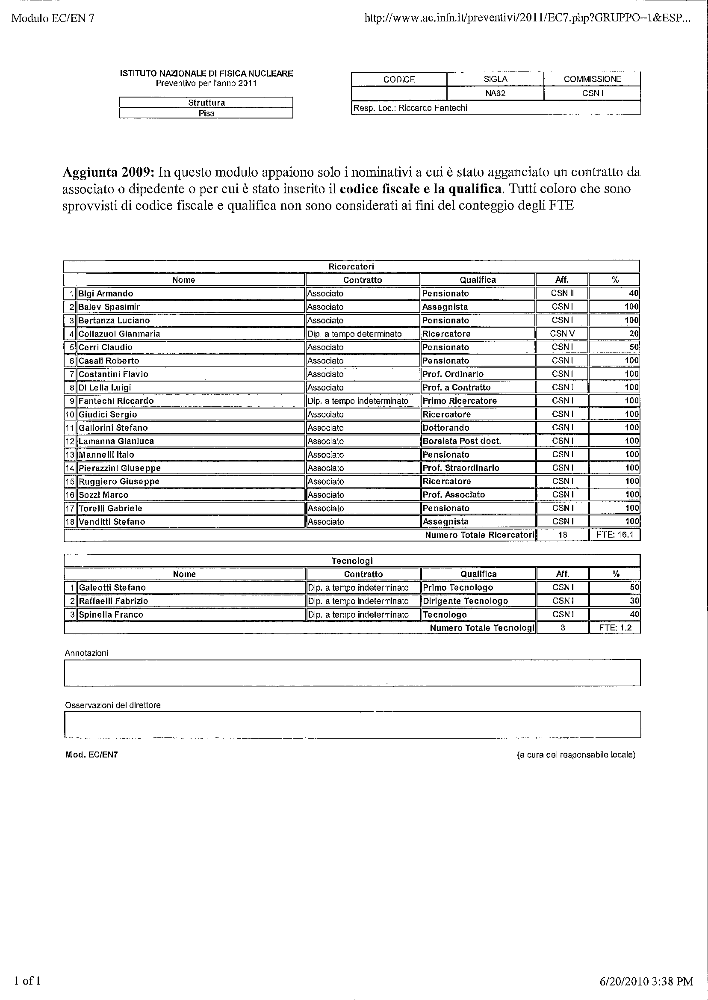 Modulo EC/EN 7 http://www.ac.infn.it/preventivi/2011/EC7.php?GRUPPO=1&ESP...
ISTITUTO NAZIONALE DI FISICA NUCLEARE
Preventivo per l'anno 2011
Struttura
Pisa
CODICE SIGLA COMMISSIONE
NA62 CSN I
Resp. Loc.: Riccardo Fantechi
Aggiunta 2009: In questo modulo appaiono solo i nominativi a cui è stato agganciato un contratto da
associato o dipedente o per cui è stato inserito il codice fiscale e la qualifica. Tutti coloro che sono
sprovvisti di codice fiscale e qualifica non sono considerati ai fini del conteggio degli FTE
Ricercatori
Nome Contratto Qualifica Aff. %
1 Bigi Armando Associato Pensionato CSN II 40
2 Balev Spasimir Associato Assegnista CSN I 100
3 Bertanza Luciano Associato Pensionato CSN I 100
4 Collazuol Gianmaria Dip. a tempo determinato Ricercatore CSN V 20
5 Cerri Claudio Associato Pensionato CSN I 50
6 Casali Roberto Associato Pensionato CSN I 100
7 Costantini Flavio Associato Prof. Ordinario CSN I 100
8 Di Lella Luigi Associato Prof. a Contratto CSN I 100
9 Fantechi Riccardo Dip. a tempo indeterminato Primo Ricercatore CSN I 100
10 Giudici Sergio Associato Ricercatore CSN I 100
11 Gallorini Stefano Associato Dottorando CSN I 100
12 Lamanna Gianluca Associato Borsista Post doct. CSN I 100
13 Mannelli Italo Associato Pensionato CSN I 100
14 Pierazzini Giuseppe Associato Prof. Straordinario CSN I 100
15 Ruggiero Giuseppe Associato Ricercatore CSN I 100
16 Sozzi Marco Associato Prof. Associato CSN I 100
17 Torelli Gabriele Associato Pensionato CSN I 100
18 Venditti Stefano Associato Assegnista CSN I 100
Numero Totale Ricercatori 18 FTE: 16.1
Tecnologi
Nome Contratto Qualifica Aff. %
1 Galeotti Stefano Dip. a tempo indeterminato Primo Tecnologo CSN I 50
2 Raffaelli Fabrizio Dip. a tempo indeterminato Dirigente Tecnologo CSN I 30
3 Spinella Franco Dip. a tempo indeterminato Tecnologo CSN I 40
Numero Totale Tecnologi 3 FTE: 1.2
Annotazioni
Osservazioni del direttore
Mod. EC/EN7 (a cura del responsabile locale)
1 of 1 6/20/2010 3:38 PM